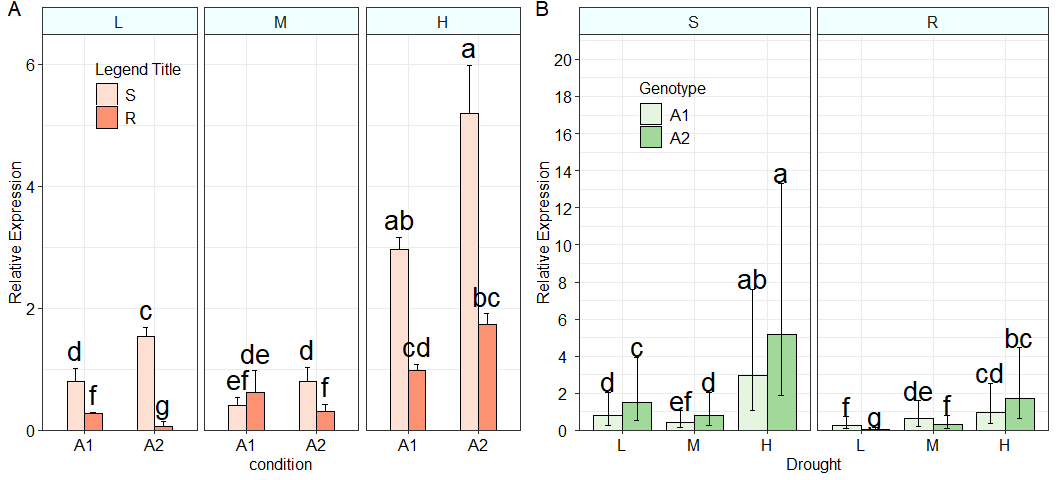 A
L
M
H
Relative Expression
6
4
2
0
Legend Title
S
R
d
f
c
g
ef
de
d
f
ab
cd
a
bc
A1
A2
A1
A2
A1
A2
condition
B
S
R
Relative Expression
20
18
16
14
12
10
8
6
4
2
0
Genotype
A1
A2
d
c
ef
d
ab
a
f
g
de
f
cd
bc
L
M
H
L
M
H
Drought